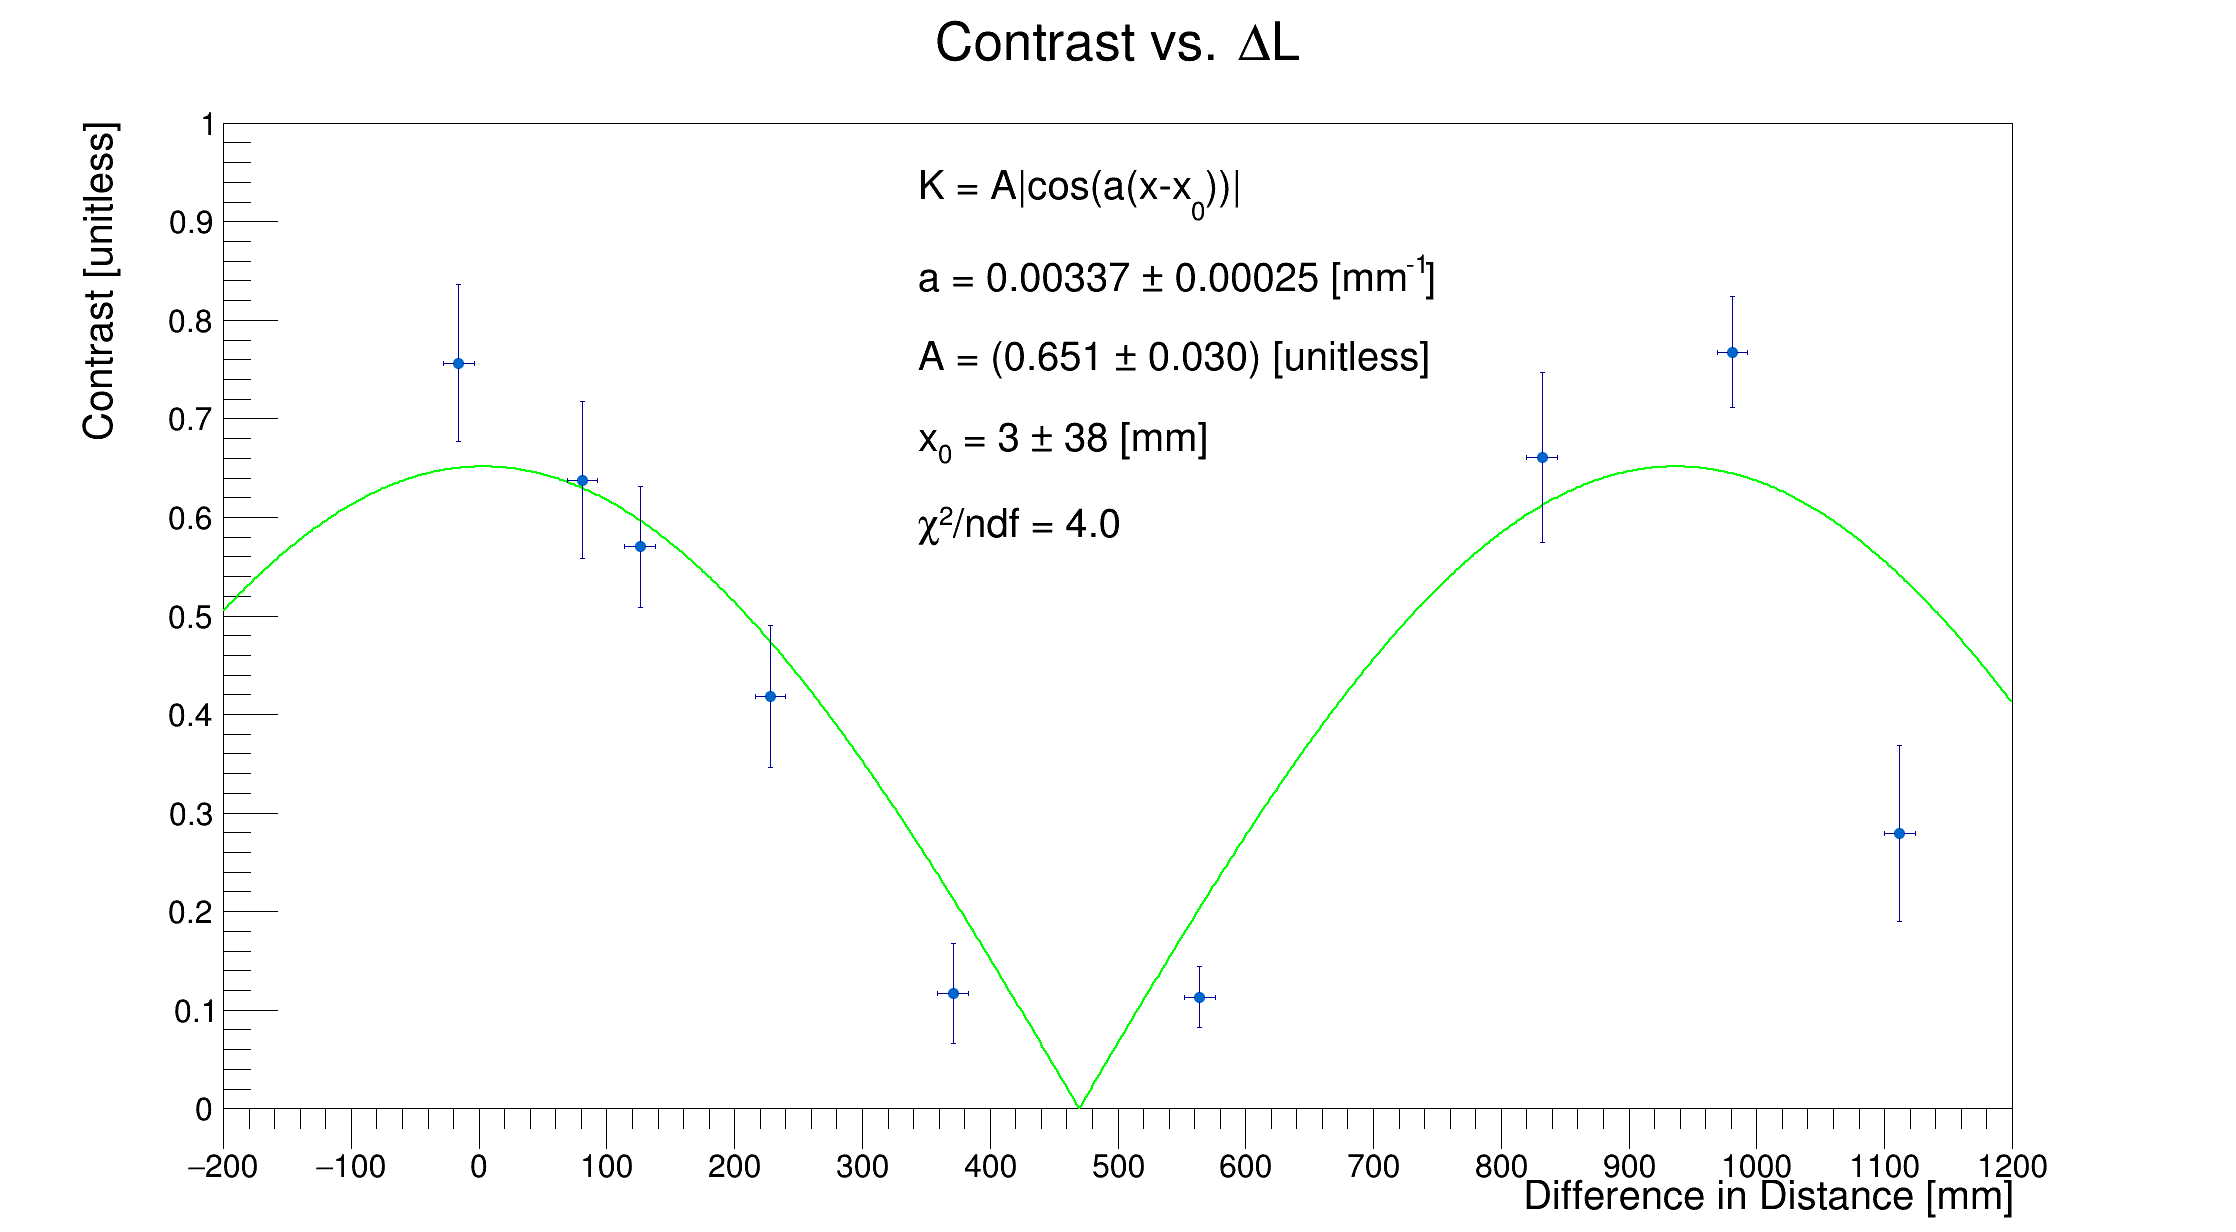 Contrast vs. ΔL
Contrast [unitless]
1
0.9
0.8
0.7
0.6
0.5
0.4
0.3
0.2
0.1
0
K = A|cos(a(x-x₀))|
a = 0.00337 ± 0.00025 [mm⁻¹]
A = (0.651 ± 0.030) [unitless]
x₀ = 3 ± 38 [mm]
χ²/ndf = 4.0
−200 −100 0 100 200 300 400 500 600 700 800 900 1000 1100 1200
Difference in Distance [mm]